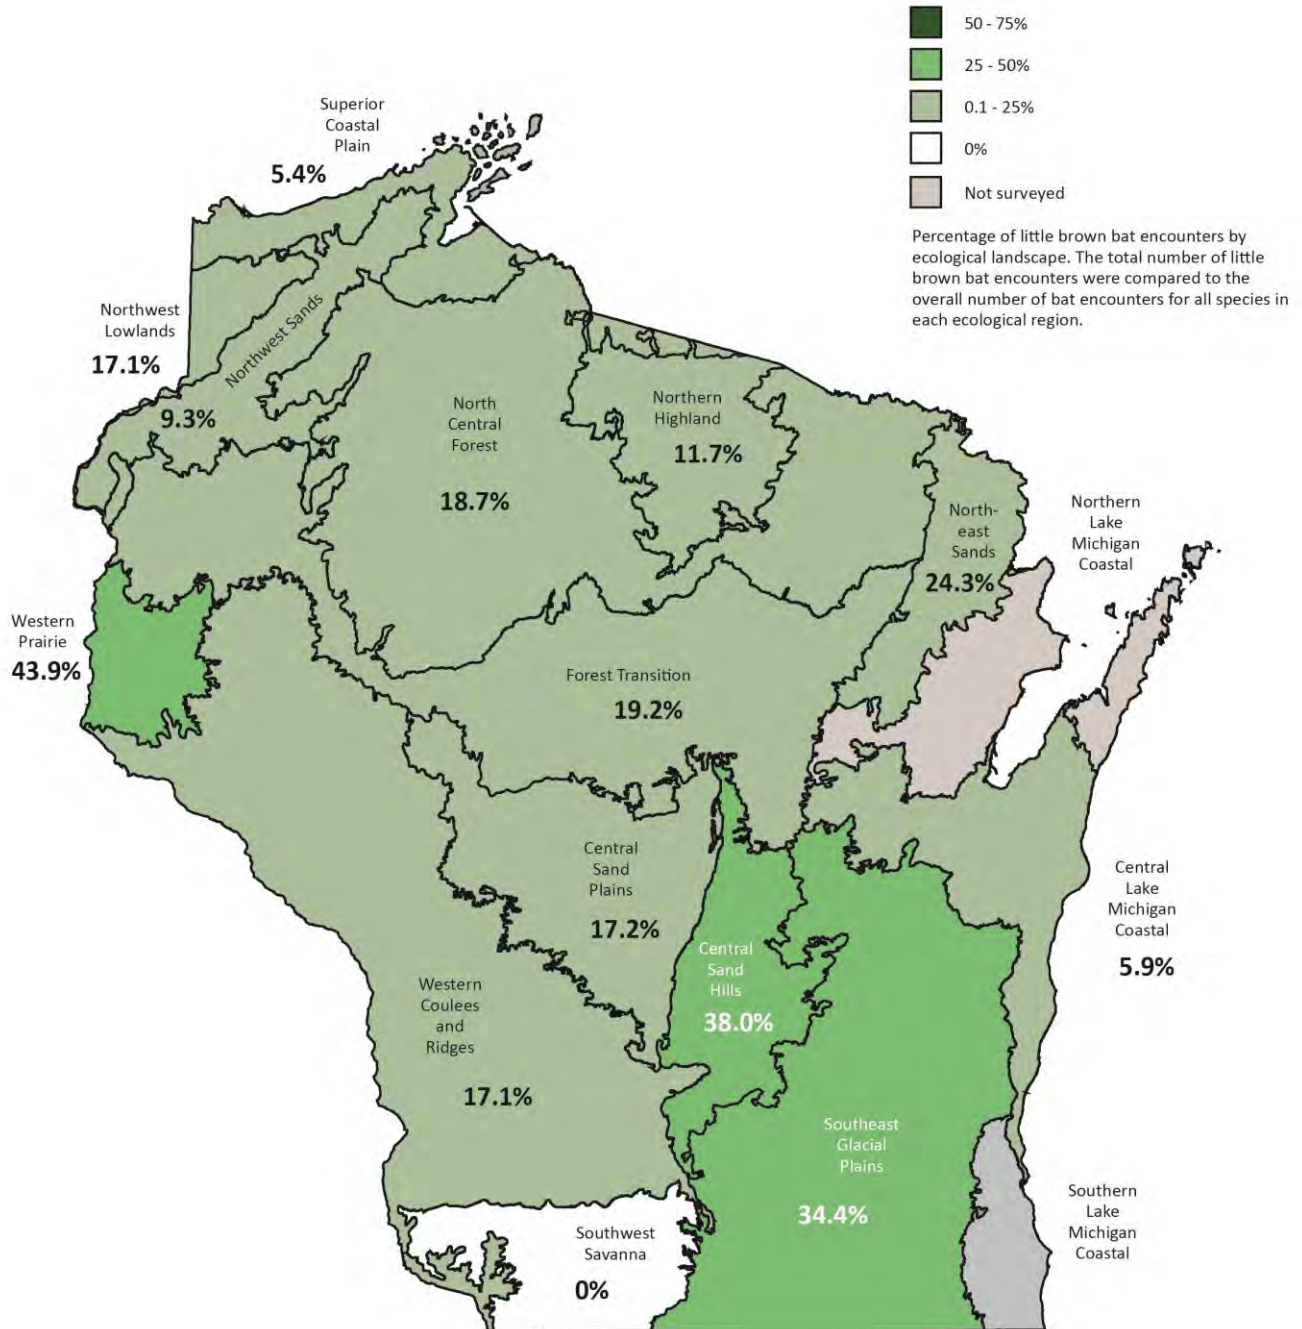 50 - 75%
25 - 50%
0.1 - 25%
0%
Not surveyed
Percentage of little brown bat encounters by
ecological landscape. The total number of little
brown bat encounters were compared to the
overall number of bat encounters for all species in
each ecological region.
Superior
Coastal
Plain
5.4%
Northwest
Lowlands
17.1%
Northwest Sands
9.3%
North
Central
Forest
18.7%
Northern
Highland
11.7%
North-
east
Sands
24.3%
Northern
Lake
Michigan
Coastal
Western
Prairie
43.9%
Forest Transition
19.2%
Central
Sand
Plains
17.2%
Central
Sand
Hills
38.0%
Central
Lake
Michigan
Coastal
5.9%
Western
Coulees
and
Ridges
17.1%
Southeast
Glacial
Plains
34.4%
Southern
Lake
Michigan
Coastal
Southwest
Savanna
0%